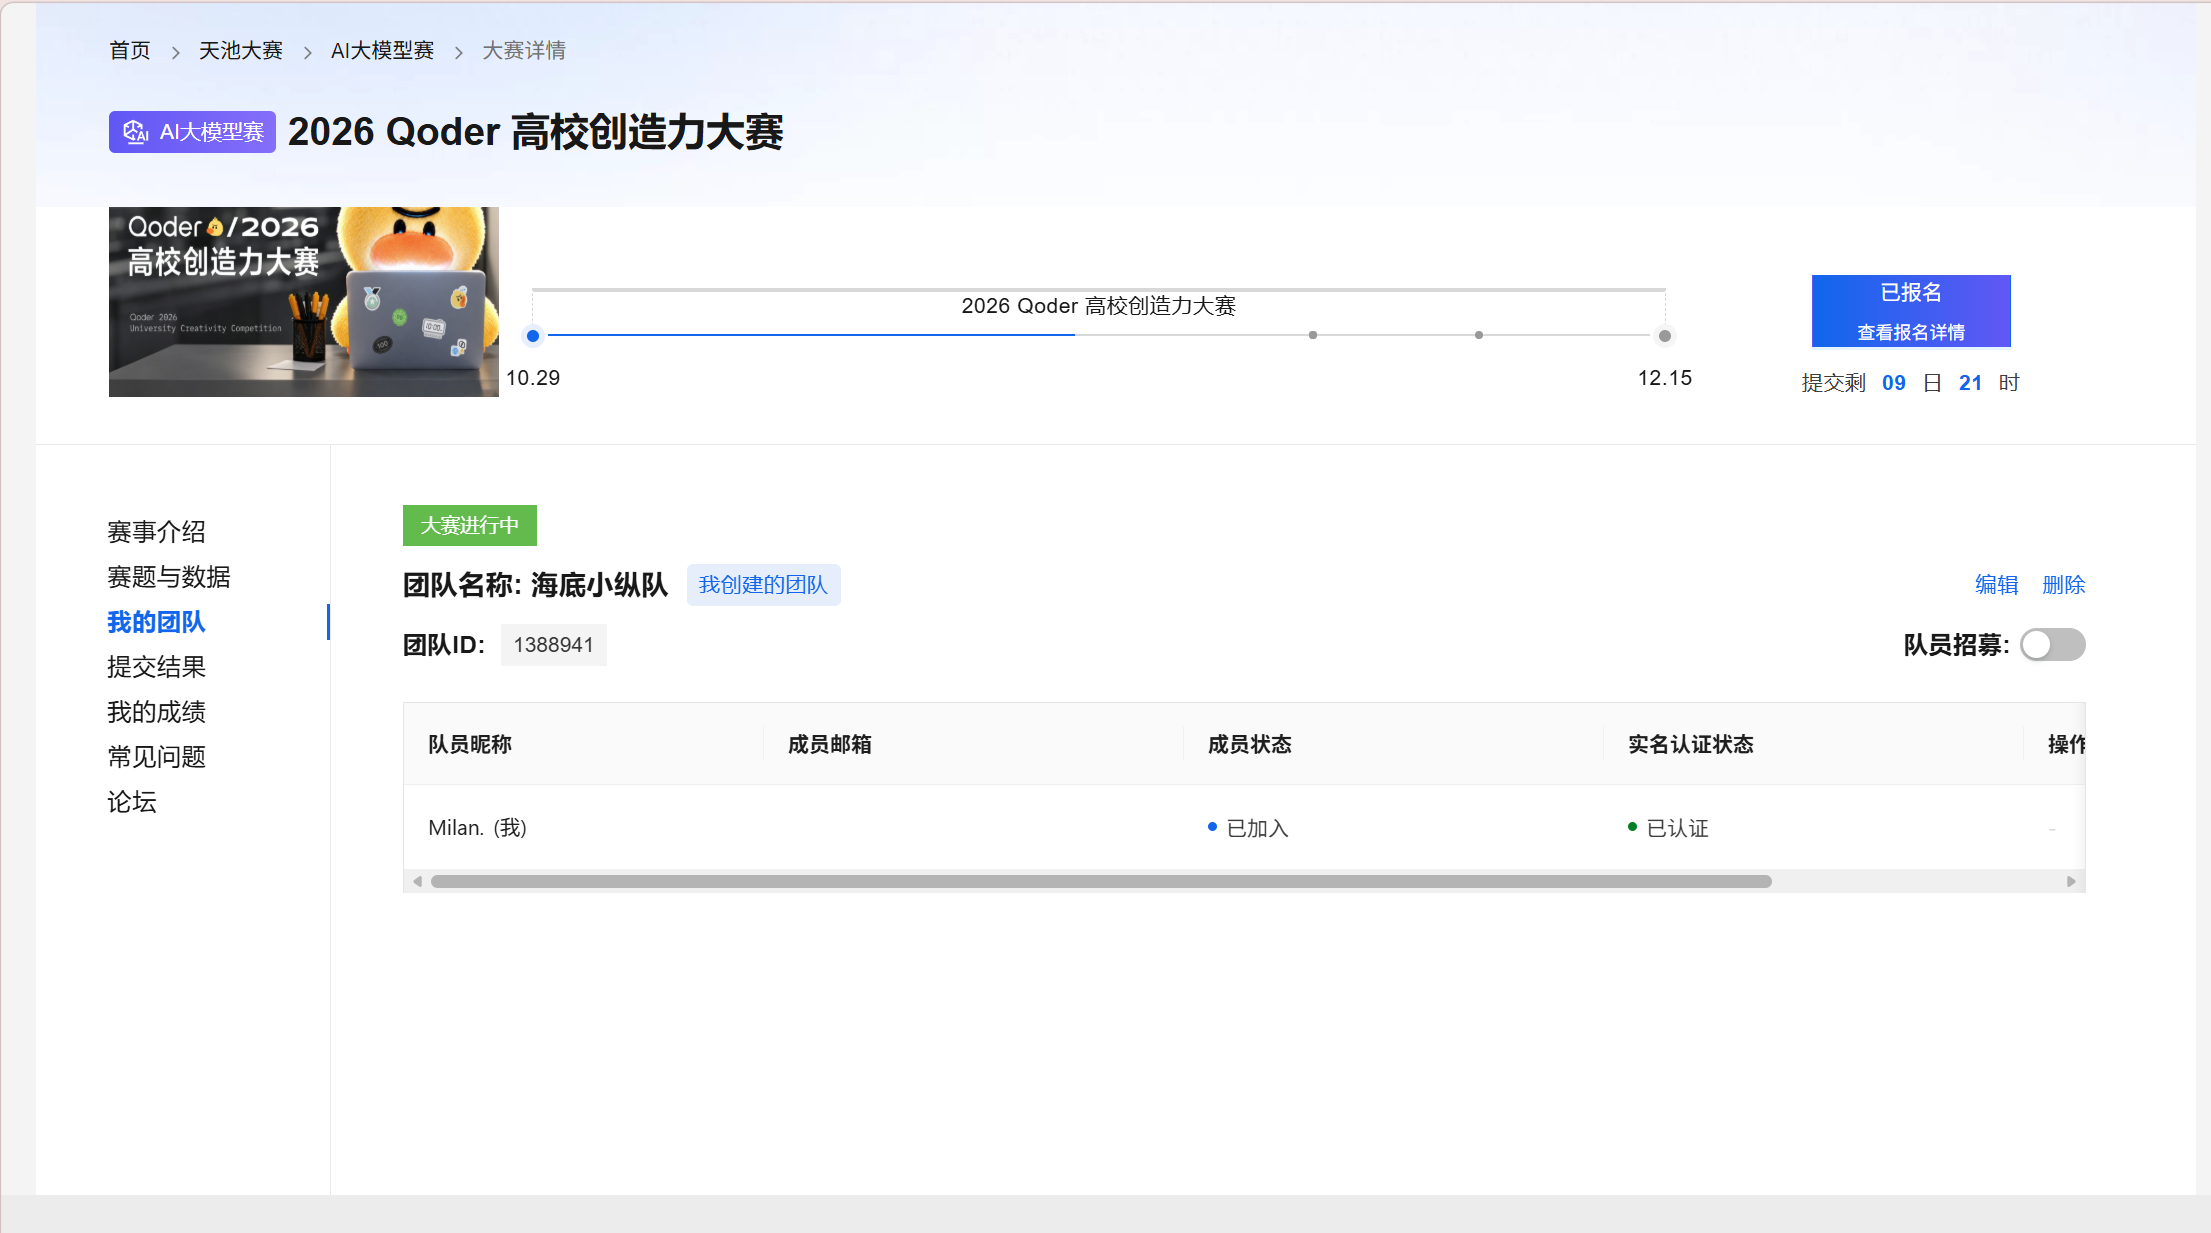 首页 > 天池大赛 > AI大模型赛 > 大赛详情
AI大模型赛 2026 Qoder 高校创造力大赛
Qoder/2026
高校创造力大赛
Qoder 2026
University Creativity Competition
2026 Qoder 高校创造力大赛
10.29
12.15
已报名
查看报名详情
提交剩 09 日 21 时
赛事介绍
赛题与数据
我的团队
提交结果
我的成绩
常见问题
论坛
大赛进行中
团队名称: 海底小纵队 我创建的团队
编辑 删除
团队ID: 1388941
队员招募:
队员昵称 成员邮箱 成员状态 实名认证状态 操作
Milan. (我) 已加入 已认证 -